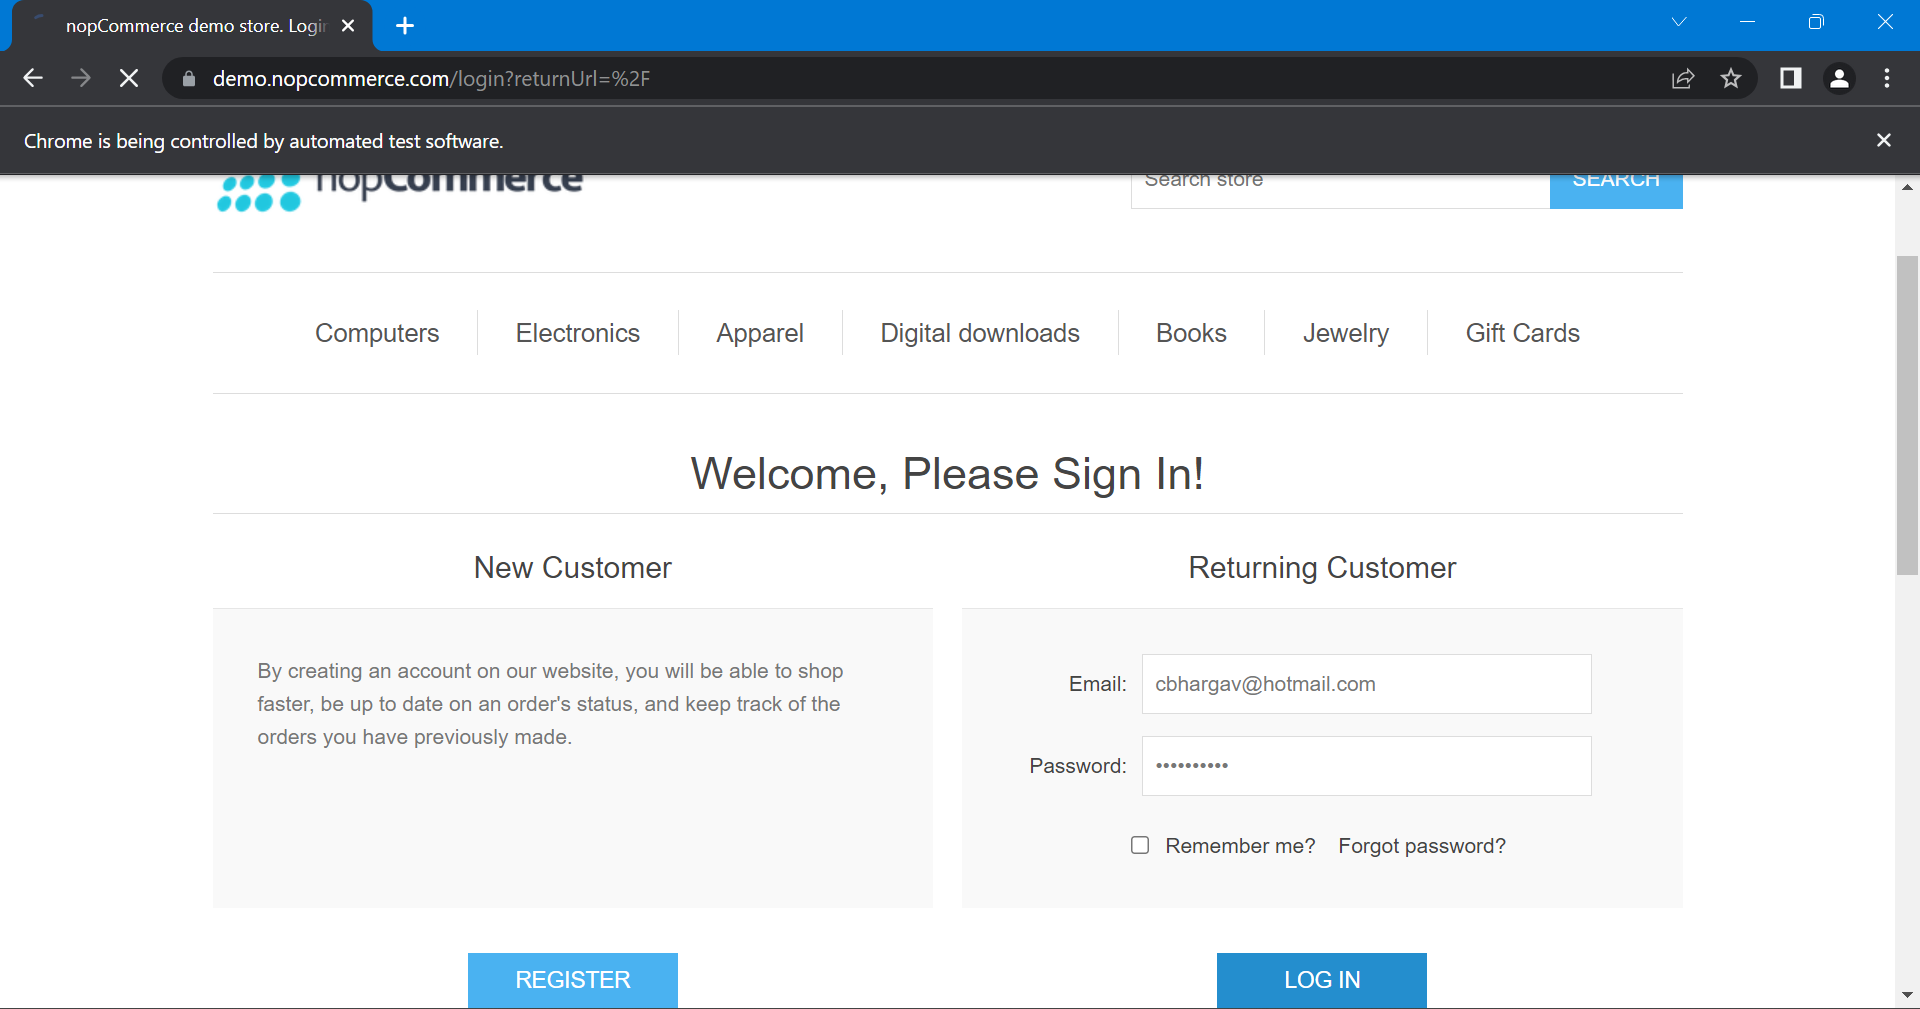 nopCommerce demo store. Login
demo.nopcommerce.com/login?returnUrl=%2F
Chrome is being controlled by automated test software.
nopCommerce
Search store
SEARCH
Computers
Electronics
Apparel
Digital downloads
Books
Jewelry
Gift Cards
Welcome, Please Sign In!
New Customer
By creating an account on our website, you will be able to shop
faster, be up to date on an order's status, and keep track of the
orders you have previously made.
REGISTER
Returning Customer
Email: cbhargav@hotmail.com
Password: ••••••••••
Remember me? Forgot password?
LOG IN